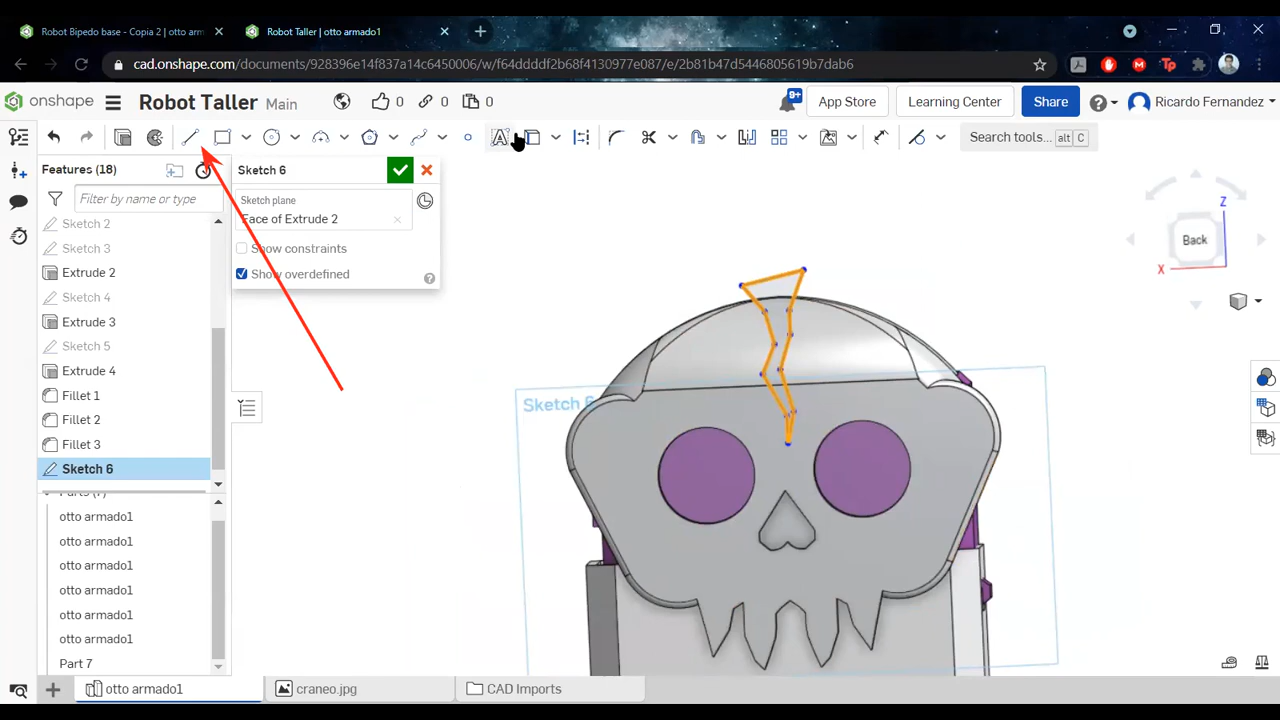 Robot Bipedo base - Copia 2 | otto arm
Robot Taller | otto armado1
cad.onshape.com/documents/928396e14f837a14c6450006/w/f64ddddf2b68f4130977e087/e/2b81b47d5446805619b7dab6
onshape
Robot Taller Main
0
0
0
9+
App Store
Learning Center
Share
Ricardo Fernandez
Search tools... alt C
Features (18)
Filter by name or type
Sketch 2
Sketch 3
Extrude 2
Sketch 4
Extrude 3
Sketch 5
Extrude 4
Fillet 1
Fillet 2
Fillet 3
Sketch 6
Parts (7)
otto armado1
otto armado1
otto armado1
otto armado1
otto armado1
otto armado1
Part 7
Sketch 6
Sketch plane
Face of Extrude 2
Show constraints
Show overdefined
Sketch 6
Z
Back
X
otto armado1
craneo.jpg
CAD Imports